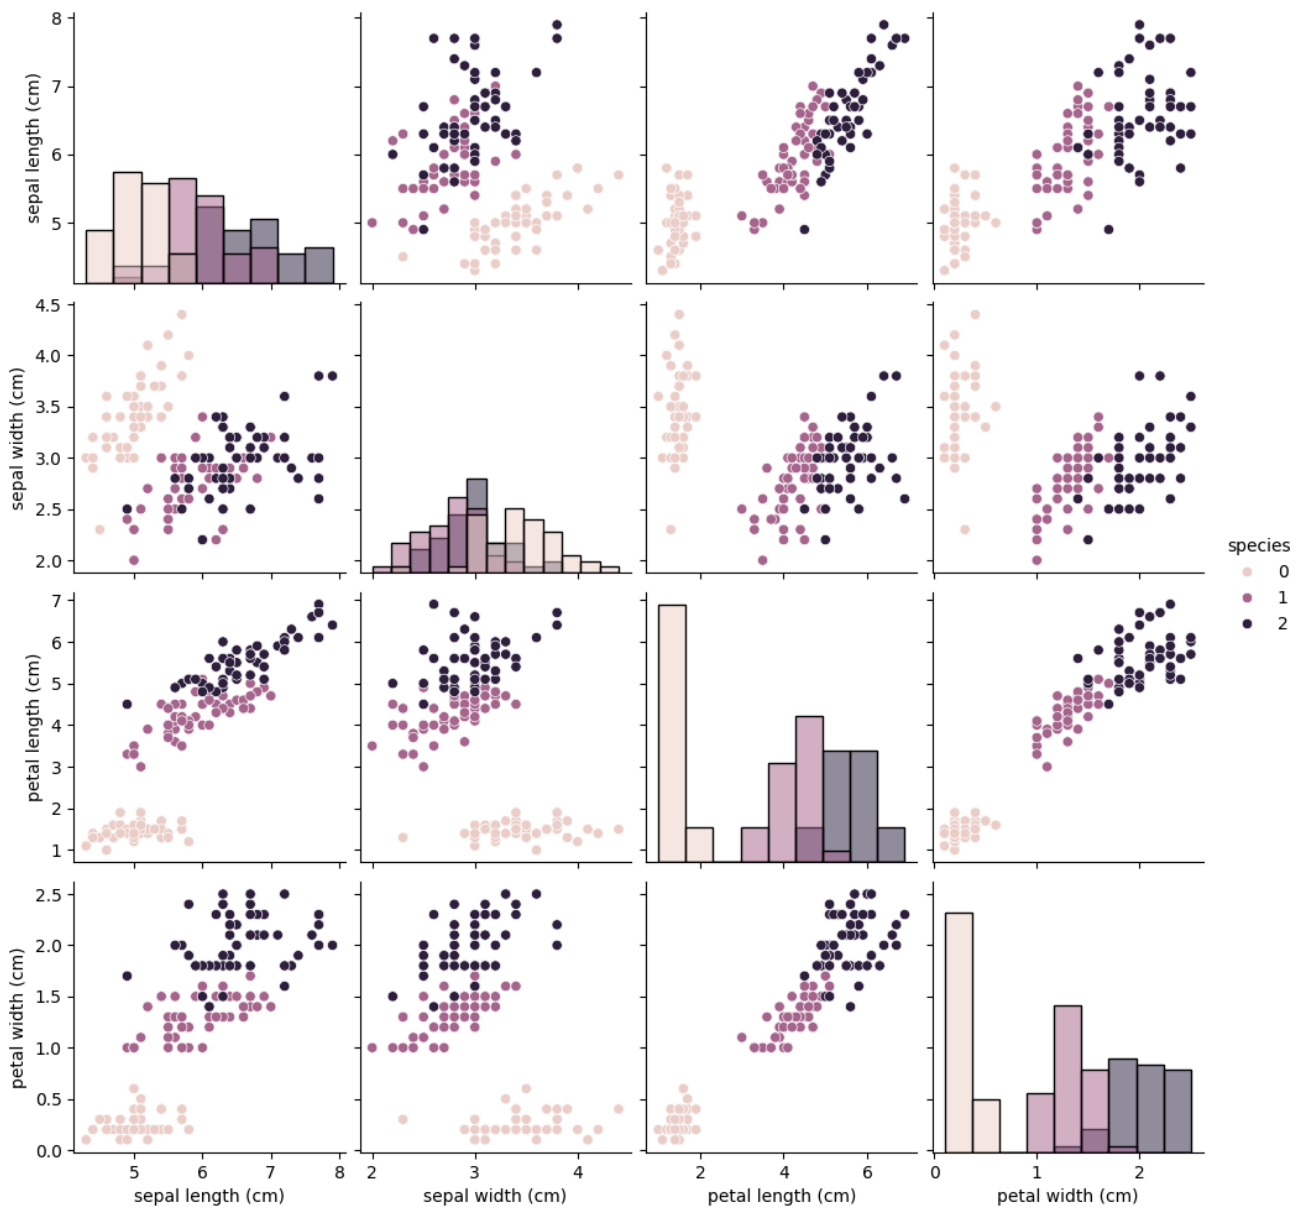 8
7
6
5
sepal length (cm)
4.5
4.0
3.5
3.0
2.5
2.0
sepal width (cm)
species
0
1
2
7
6
5
4
3
2
1
petal length (cm)
2.5
2.0
1.5
1.0
0.5
0.0
petal width (cm)
5 6 7 8
2 3 4
2 4 6
0 1 2
sepal length (cm)
sepal width (cm)
petal length (cm)
petal width (cm)